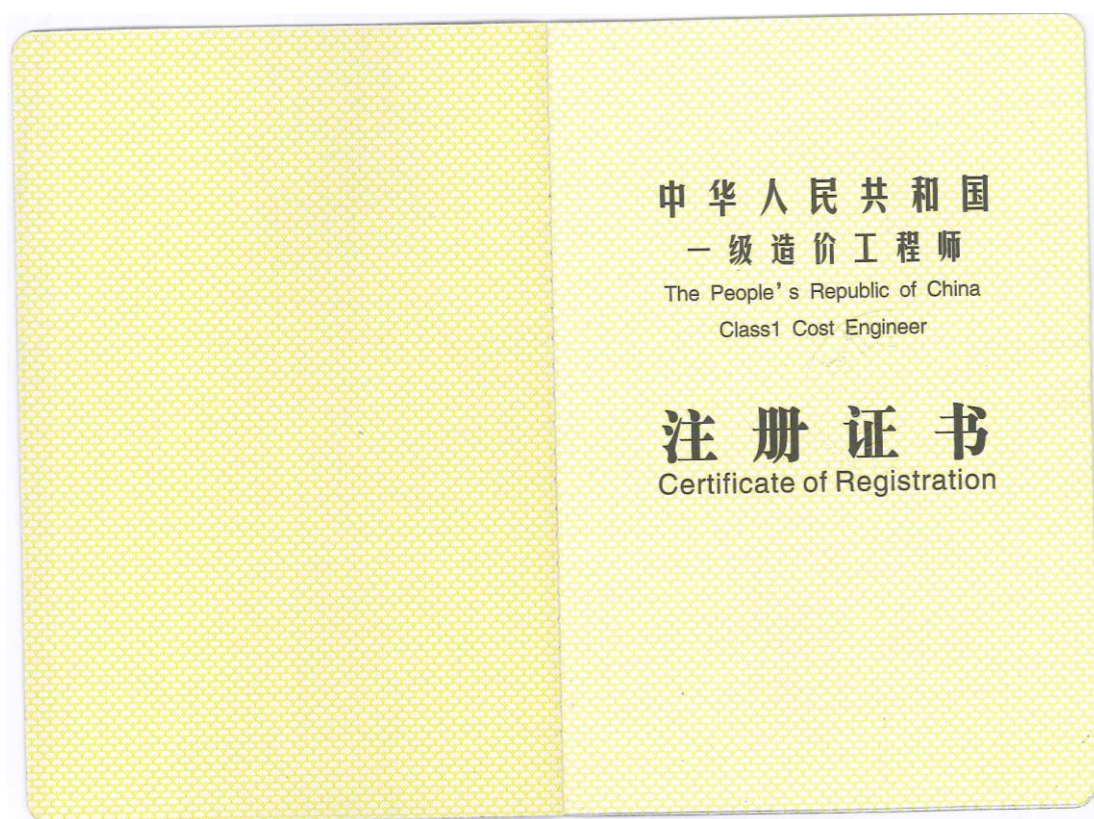 中华人民共和国
一级造价工程师
The People's Republic of China
Class1 Cost Engineer
注册证书
Certificate of Registration